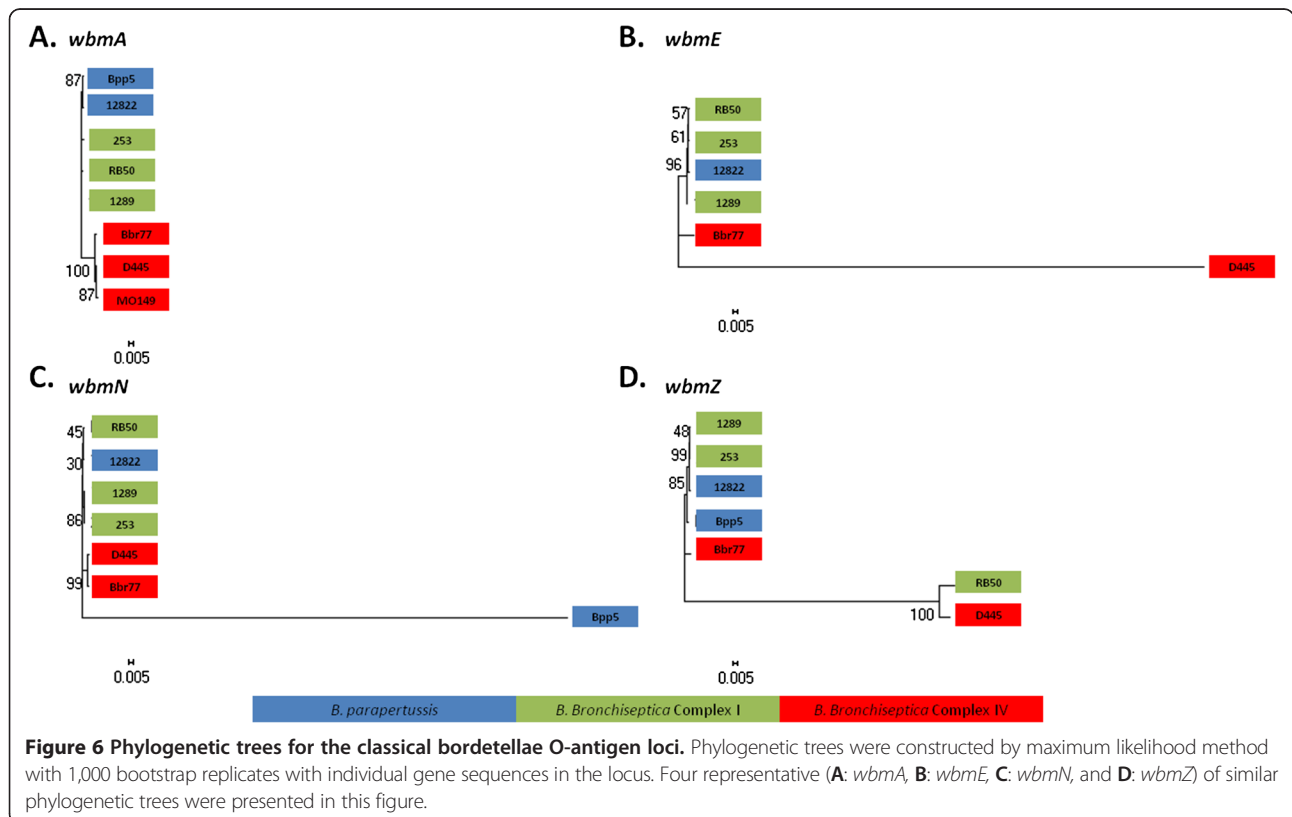 A. wbmA
87
Bpp5
12822
253
RB50
1289
Bbr77
100
D445
87
MO149
0.005
B. wbmE
57
RB50
61
253
96
12822
1289
Bbr77
D445
0.005
C. wbmN
45
RB50
30
12822
1289
86
253
D445
99
Bbr77
Bpp5
0.005
D. wbmZ
48
1289
99
253
85
12822
Bpp5
Bbr77
RB50
100
D445
0.005
B. parapertussis B. Bronchiseptica Complex I B. Bronchiseptica Complex IV
Figure 6 Phylogenetic trees for the classical bordetellae O-antigen loci. Phylogenetic trees were constructed by maximum likelihood method
with 1,000 bootstrap replicates with individual gene sequences in the locus. Four representative (A: wbmA, B: wbmE, C: wbmN, and D: wbmZ) of similar
phylogenetic trees were presented in this figure.